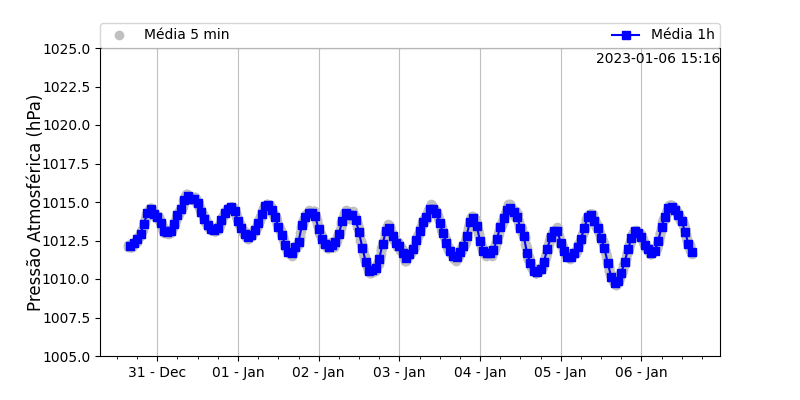 Média 5 min
Média 1h
2023-01-06 15:16
Pressão Atmosférica (hPa)
1025.0
1022.5
1020.0
1017.5
1015.0
1012.5
1010.0
1007.5
1005.0
31 - Dec
01 - Jan
02 - Jan
03 - Jan
04 - Jan
05 - Jan
06 - Jan